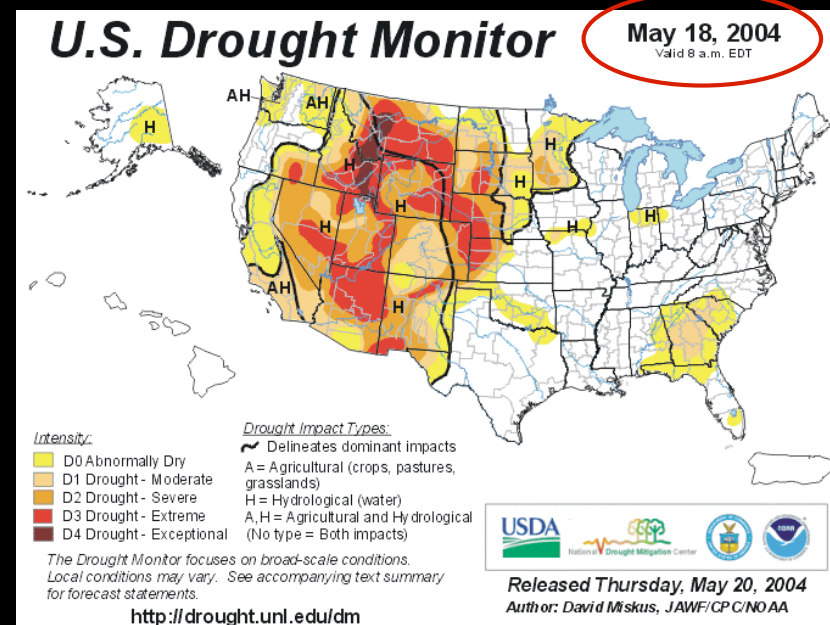 U.S. Drought Monitor
May 18, 2004
Valid 8 a.m. EDT
AH
AH
H
H
H
H
H
H
H
H
H
AH
H
Intensity:
D0 Abnormally Dry
D1 Drought - Moderate
D2 Drought - Severe
D3 Drought - Extreme
D4 Drought - Exceptional
Drought Impact Types:
Delineates dominant impacts
A = Agricultural (crops, pastures,
grasslands)
H = Hydrological (water)
A,H = Agricultural and Hydrological
(No type = Both impacts)
The Drought Monitor focuses on broad-scale conditions.
Local conditions may vary. See accompanying text summary
for forecast statements.
http://drought.unl.edu/dm
USDA
National Drought Mitigation Center
NOAA
Released Thursday, May 20, 2004
Author: David Miskus, JAWF/CPC/NOAA